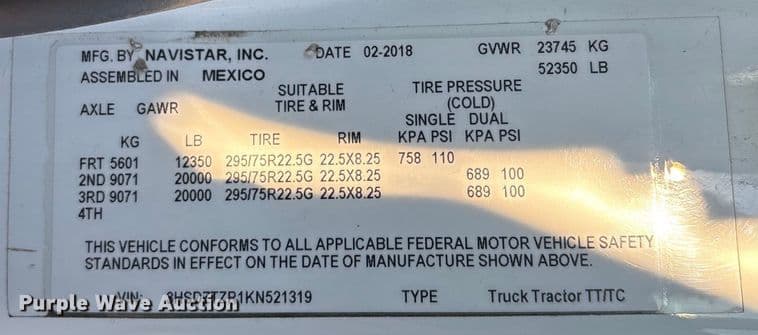 MFG. BY NAVISTAR, INC. DATE 02-2018 GVWR 23745 KG
ASSEMBLED IN MEXICO 52350 LB
SUITABLE TIRE PRESSURE
AXLE GAWR TIRE & RIM (COLD)
SINGLE DUAL
KG LB TIRE RIM KPA PSI KPA PSI
FRT 5601 12350 295/75R22.5G 22.5X8.25 758 110
2ND 9071 20000 295/75R22.5G 22.5X8.25 689 100
3RD 9071 20000 295/75R22.5G 22.5X8.25 689 100
4TH
THIS VEHICLE CONFORMS TO ALL APPLICABLE FEDERAL MOTOR VEHICLE SAFETY
STANDARDS IN EFFECT ON THE DATE OF MANUFACTURE SHOWN ABOVE.
VIN: TYPE Truck Tractor TT/TC
Purple Wave Auction